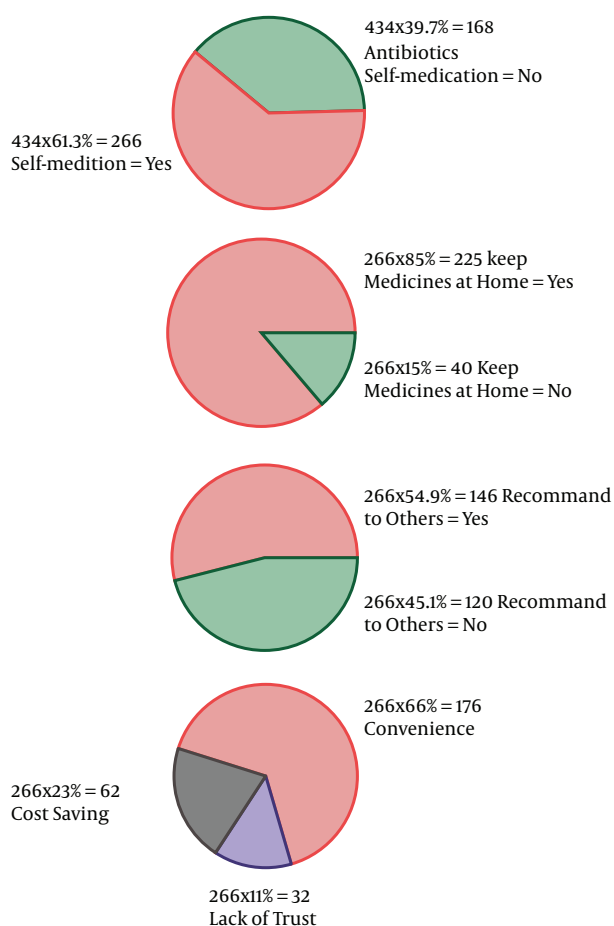 434x39.7% = 168
Antibiotics
Self-medication = No
434x61.3% = 266
Self-medition = Yes
266x85% = 225 keep
Medicines at Home = Yes
266x15% = 40 Keep
Medicines at Home = No
266x54.9% = 146 Recommand
to Others = Yes
266x45.1% = 120 Recommand
to Others = No
266x66% = 176
Convenience
266x23% = 62
Cost Saving
266x11% = 32
Lack of Trust